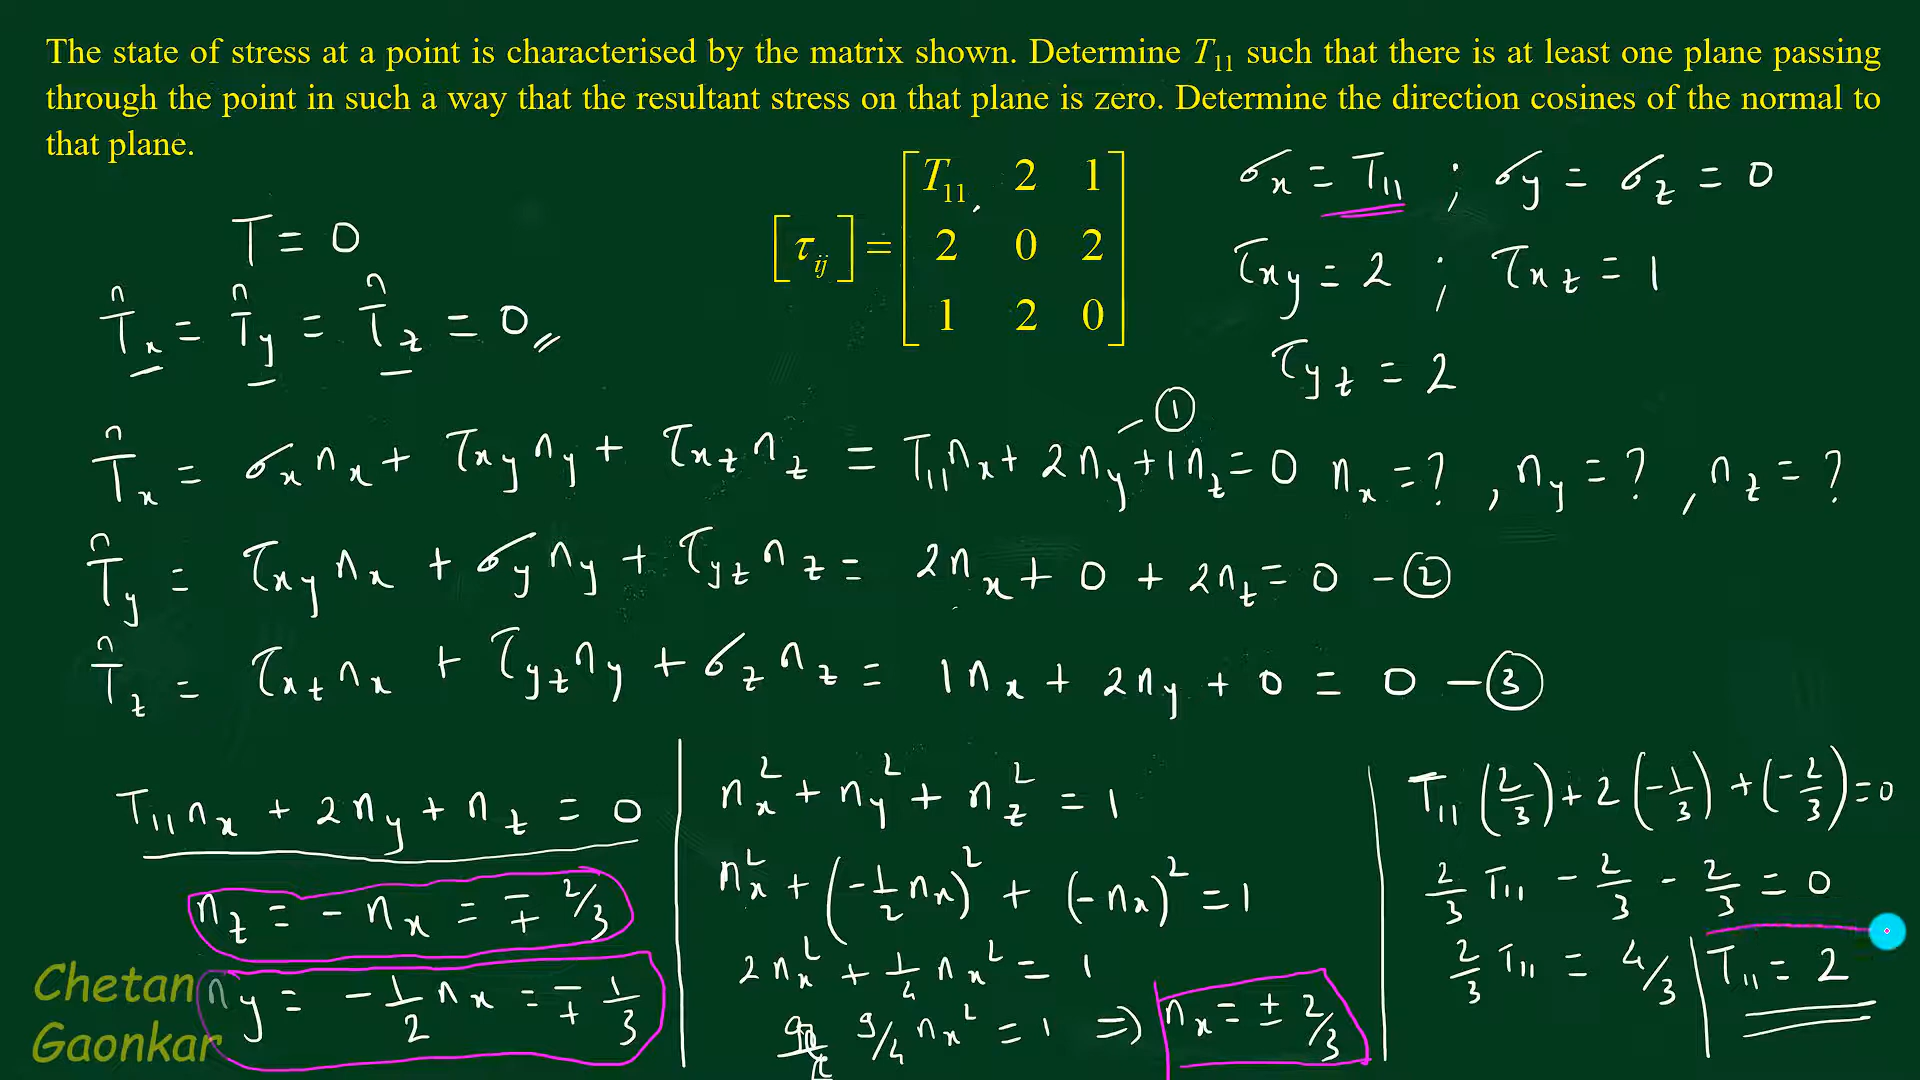 The state of stress at a point is characterised by the matrix shown. Determine T₁₁ such that there is at least one plane passing
through the point in such a way that the resultant stress on that plane is zero. Determine the direction cosines of the normal to
that plane.
[τij] = [T₁₁ 2 1
2 0 2
1 2 0]
σx = T₁₁ ; σy = σz = 0
τxy = 2 ; τxz = 1
τyz = 2
T = 0
n n n
Tx = Ty = Tz = 0
n
Tx = σx nx + τxy ny + τxz nz = T₁₁nx + 2ny + 1nz = 0 – ①
nx = ? , ny = ? , nz = ?
n
Ty = τxy nx + σy ny + τyz nz = 2nx + 0 + 2nz = 0 – ②
n
Tz = τxz nx + τyz ny + σz nz = 1nx + 2ny + 0 = 0 – ③
T₁₁nx + 2ny + nz = 0
nz = - nx = ∓ 2/3
ny = - 1/2 nx = ∓ 1/3
nx² + ny² + nz² = 1
nx² + (-1/2 nx)² + (-nx)² = 1
2nx² + 1/4 nx² = 1
9/4 nx² = 1 ⇒ nx = ± 2/3
T₁₁ (2/3) + 2 (-1/3) + (-2/3) = 0
2/3 T₁₁ - 2/3 - 2/3 = 0
2/3 T₁₁ = 4/3 | T₁₁ = 2
Chetan
Gaonkar